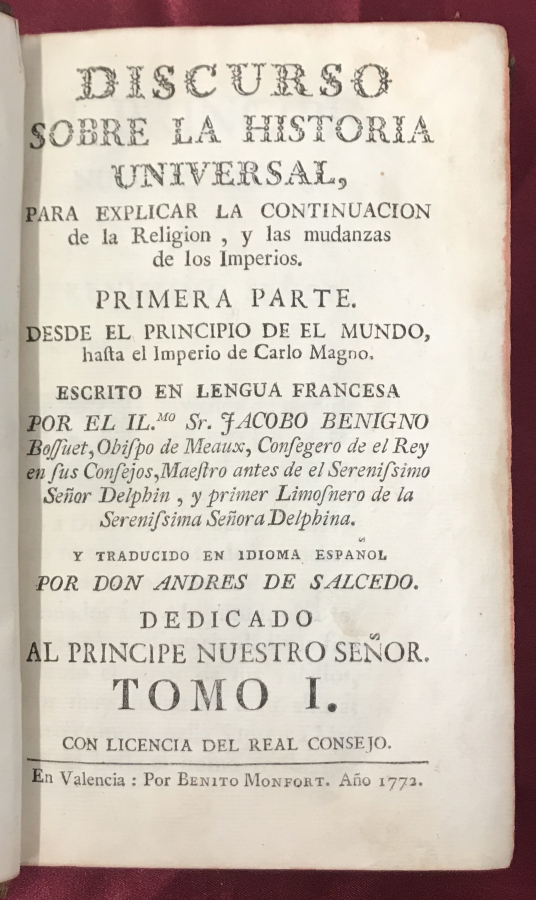 DISCURSO
SOBRE LA HISTORIA
UNIVERSAL,
PARA EXPLICAR LA CONTINUACION
de la Religion , y las mudanzas
de los Imperios.
PRIMERA PARTE.
DESDE EL PRINCIPIO DE EL MUNDO,
haſta el Imperio de Carlo Magno.
ESCRITO EN LENGUA FRANCESA
POR EL IL.MO Sr. JACOBO BENIGNO
Boſſuet, Obiſpo de Meaux, Conſegero de el Rey
en ſus Conſejos, Maeſtro antes de el Sereniſsimo
Señor Delphin , y primer Limoſnero de la
Sereniſsima Señora Delphina.
Y TRADUCIDO EN IDIOMA ESPAÑOL
POR DON ANDRES DE SALCEDO.
DEDICADO
AL PRINCIPE NUESTRO SEÑOR.
TOMO I.
CON LICENCIA DEL REAL CONSEJO.
En Valencia : Por BENITO MONFORT. Año 1772.